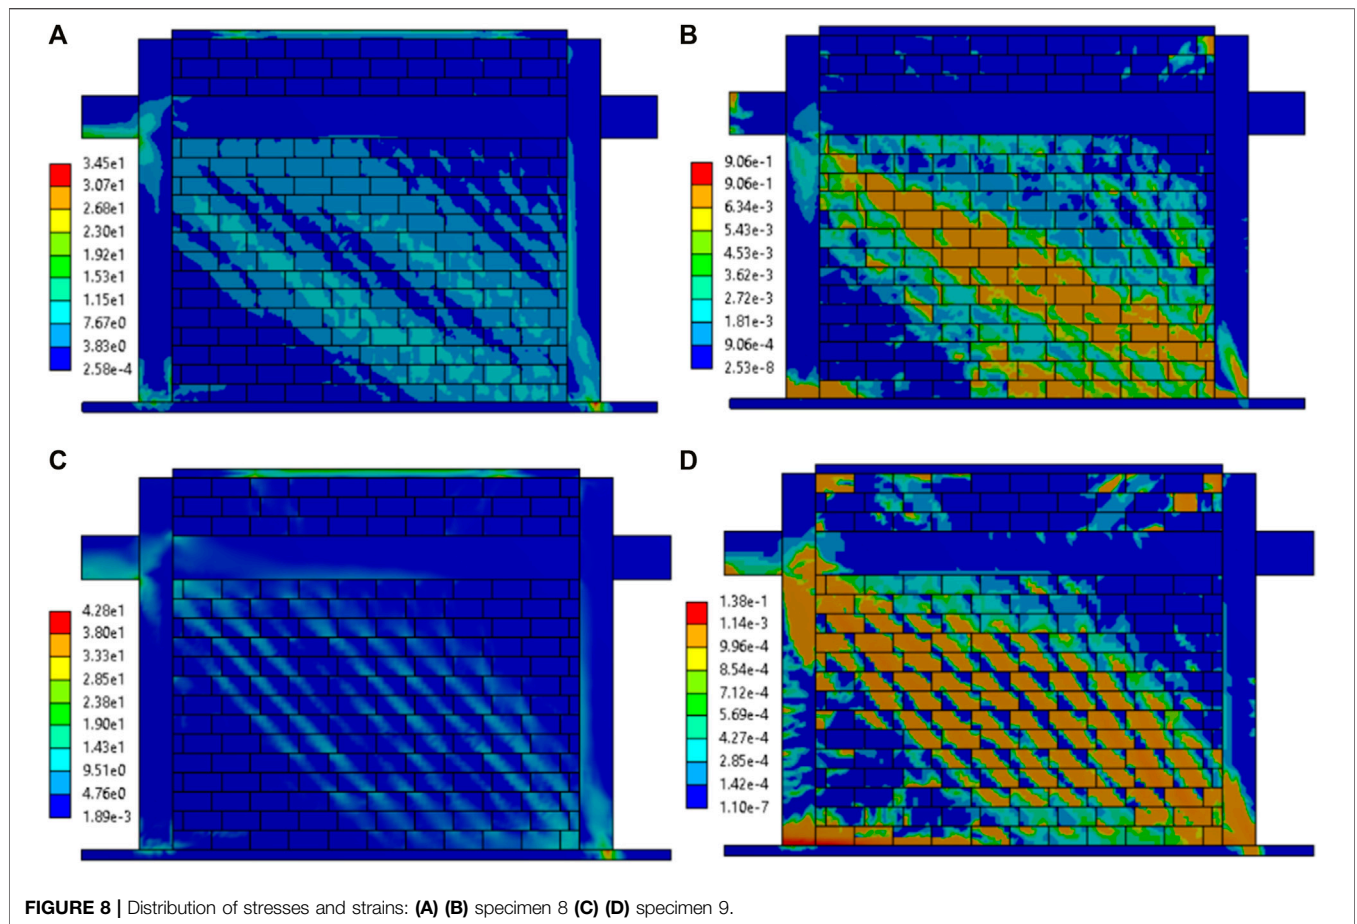 A
B
3.45e1
3.07e1
2.68e1
2.30e1
1.92e1
1.53e1
1.15e1
7.67e0
3.83e0
2.58e-4
9.06e-1
9.06e-1
6.34e-3
5.43e-3
4.53e-3
3.62e-3
2.72e-3
1.81e-3
9.06e-4
2.53e-8
C
D
4.28e1
3.80e1
3.33e1
2.85e1
2.38e1
1.90e1
1.43e1
9.51e0
4.76e0
1.89e-3
1.38e-1
1.14e-3
9.96e-4
8.54e-4
7.12e-4
5.69e-4
4.27e-4
2.85e-4
1.42e-4
1.10e-7
FIGURE 8 | Distribution of stresses and strains: (A) (B) specimen 8 (C) (D) specimen 9.